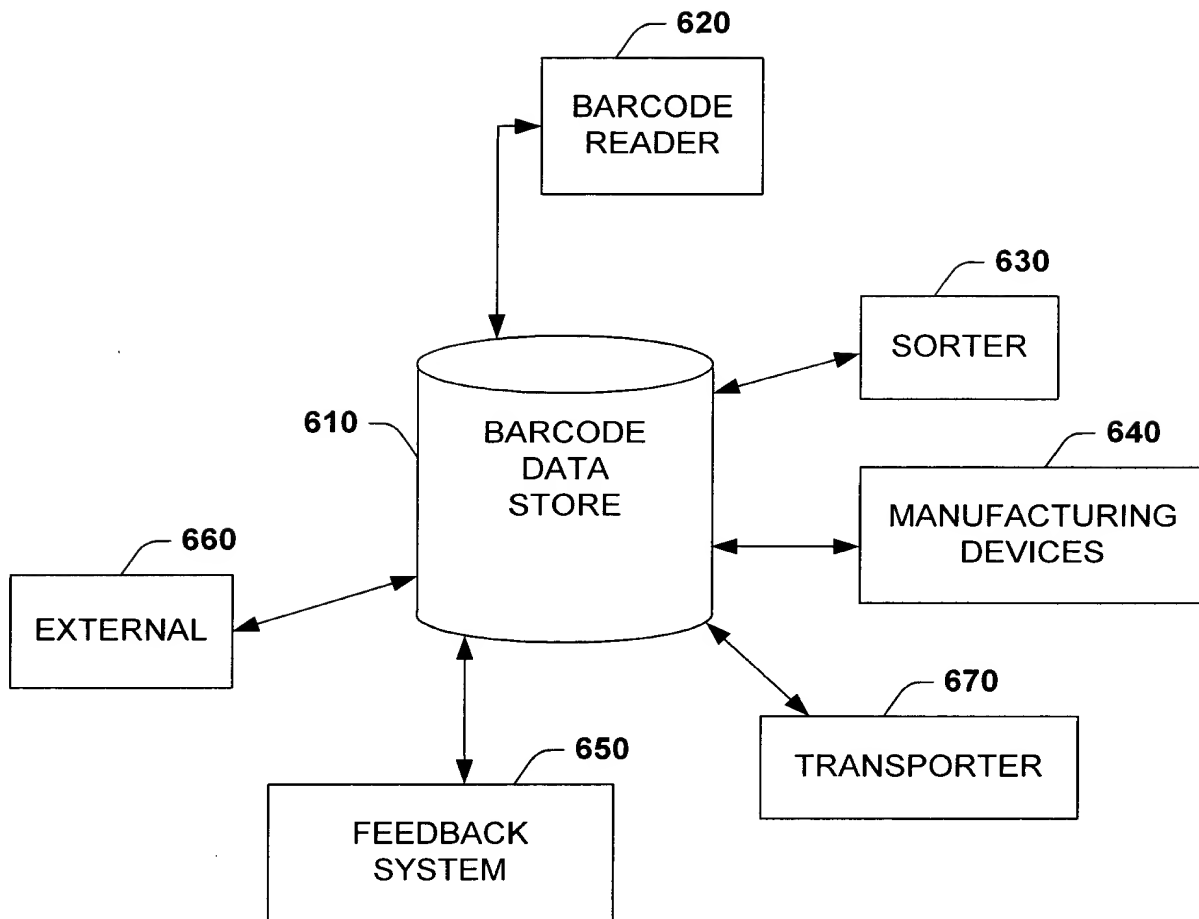 620
BARCODE
READER
630
SORTER
610
BARCODE
DATA
STORE
640
MANUFACTURING
DEVICES
660
EXTERNAL
670
TRANSPORTER
650
FEEDBACK
SYSTEM